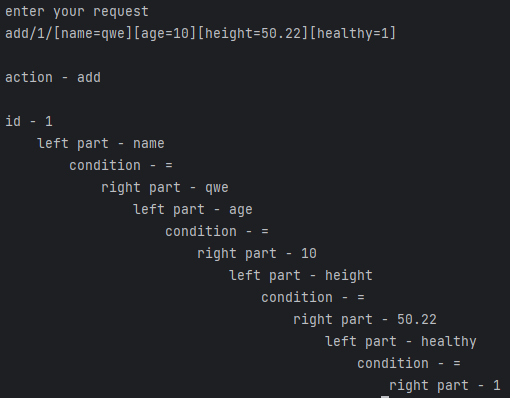 enter your request
add/1/[name=qwe][age=10][height=50.22][healthy=1]
action - add
id - 1
left part - name
condition - =
right part - qwe
left part - age
condition - =
right part - 10
left part - height
condition - =
right part - 50.22
left part - healthy
condition - =
right part - 1